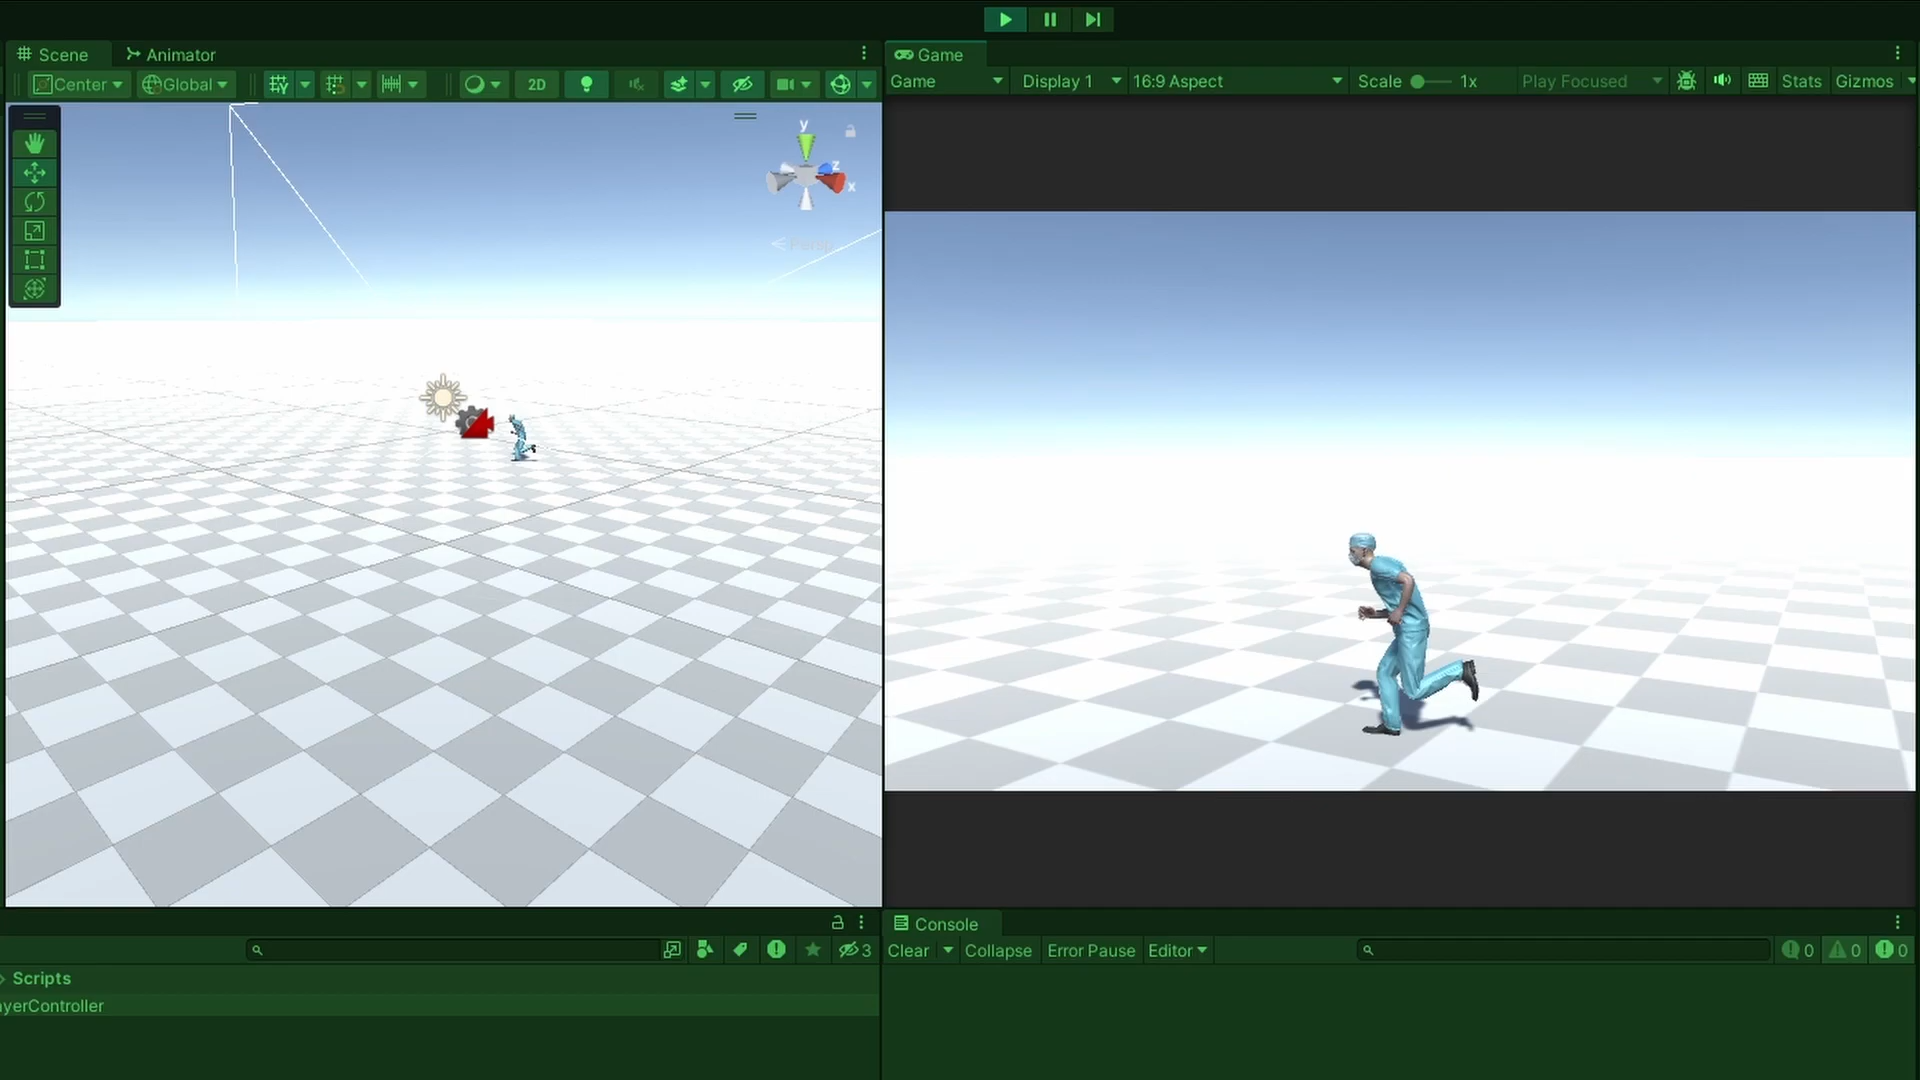 Scene Animator
Center Global 2D
y
z
x
Persp
Game
Game Display 1 16:9 Aspect Scale 1x Play Focused Stats Gizmos
3
Scripts
ayerController
Console
Clear Collapse Error Pause Editor 0 0 0